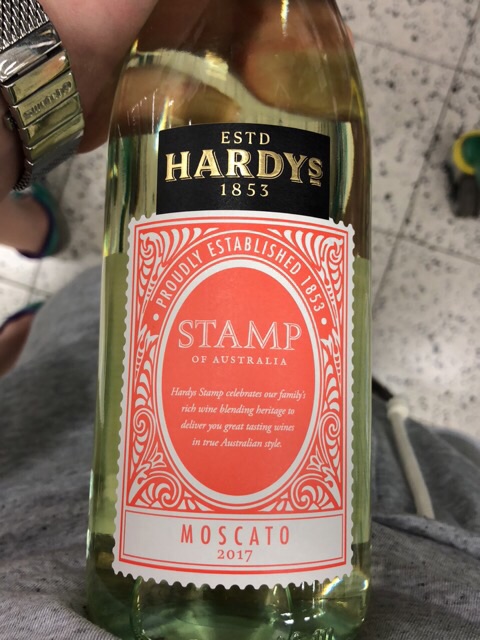 ESTD
HARDYS
1853
• PROUDLY ESTABLISHED 1853 •
STAMP
OF AUSTRALIA
Hardys Stamp celebrates our family's
rich wine blending heritage to
deliver you great tasting wines
in true Australian style.
MOSCATO
2017